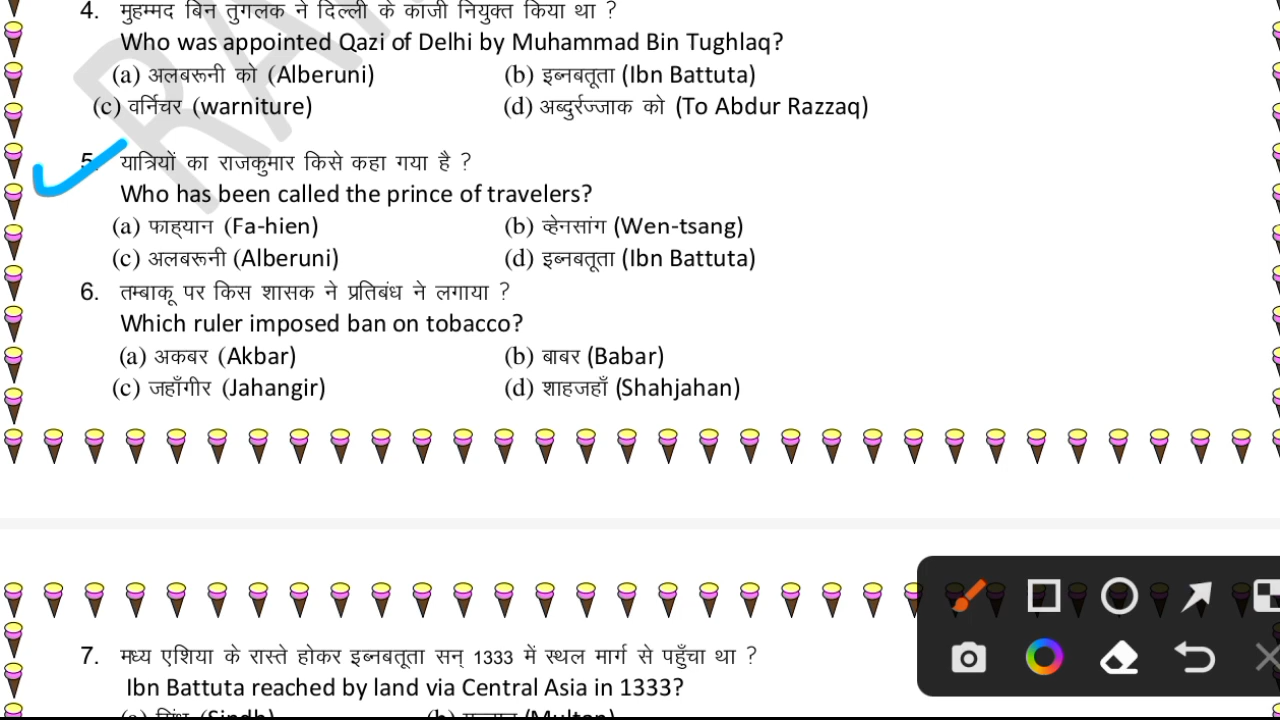 4. मुहम्मद बिन तुगलक ने दिल्ली के काजी नियुक्त किया था ?
Who was appointed Qazi of Delhi by Muhammad Bin Tughlaq?
(a) अलबरूनी को (Alberuni) (b) इब्नबतूता (Ibn Battuta)
(c) वर्निचर (warniture) (d) अब्दुर्रज्जाक को (To Abdur Razzaq)
5. यात्रियों का राजकुमार किसे कहा गया है ?
Who has been called the prince of travelers?
(a) फाह्यान (Fa-hien) (b) व्हेनसांग (Wen-tsang)
(c) अलबरूनी (Alberuni) (d) इब्नबतूता (Ibn Battuta)
6. तम्बाकू पर किस शासक ने प्रतिबंध ने लगाया ?
Which ruler imposed ban on tobacco?
(a) अकबर (Akbar) (b) बाबर (Babar)
(c) जहाँगीर (Jahangir) (d) शाहजहाँ (Shahjahan)
7. मध्य एशिया के रास्ते होकर इब्नबतूता सन् 1333 में स्थल मार्ग से पहुँचा था ?
Ibn Battuta reached by land via Central Asia in 1333?
(a) सिंध (Sindh) (b) मुल्तान (Multan)